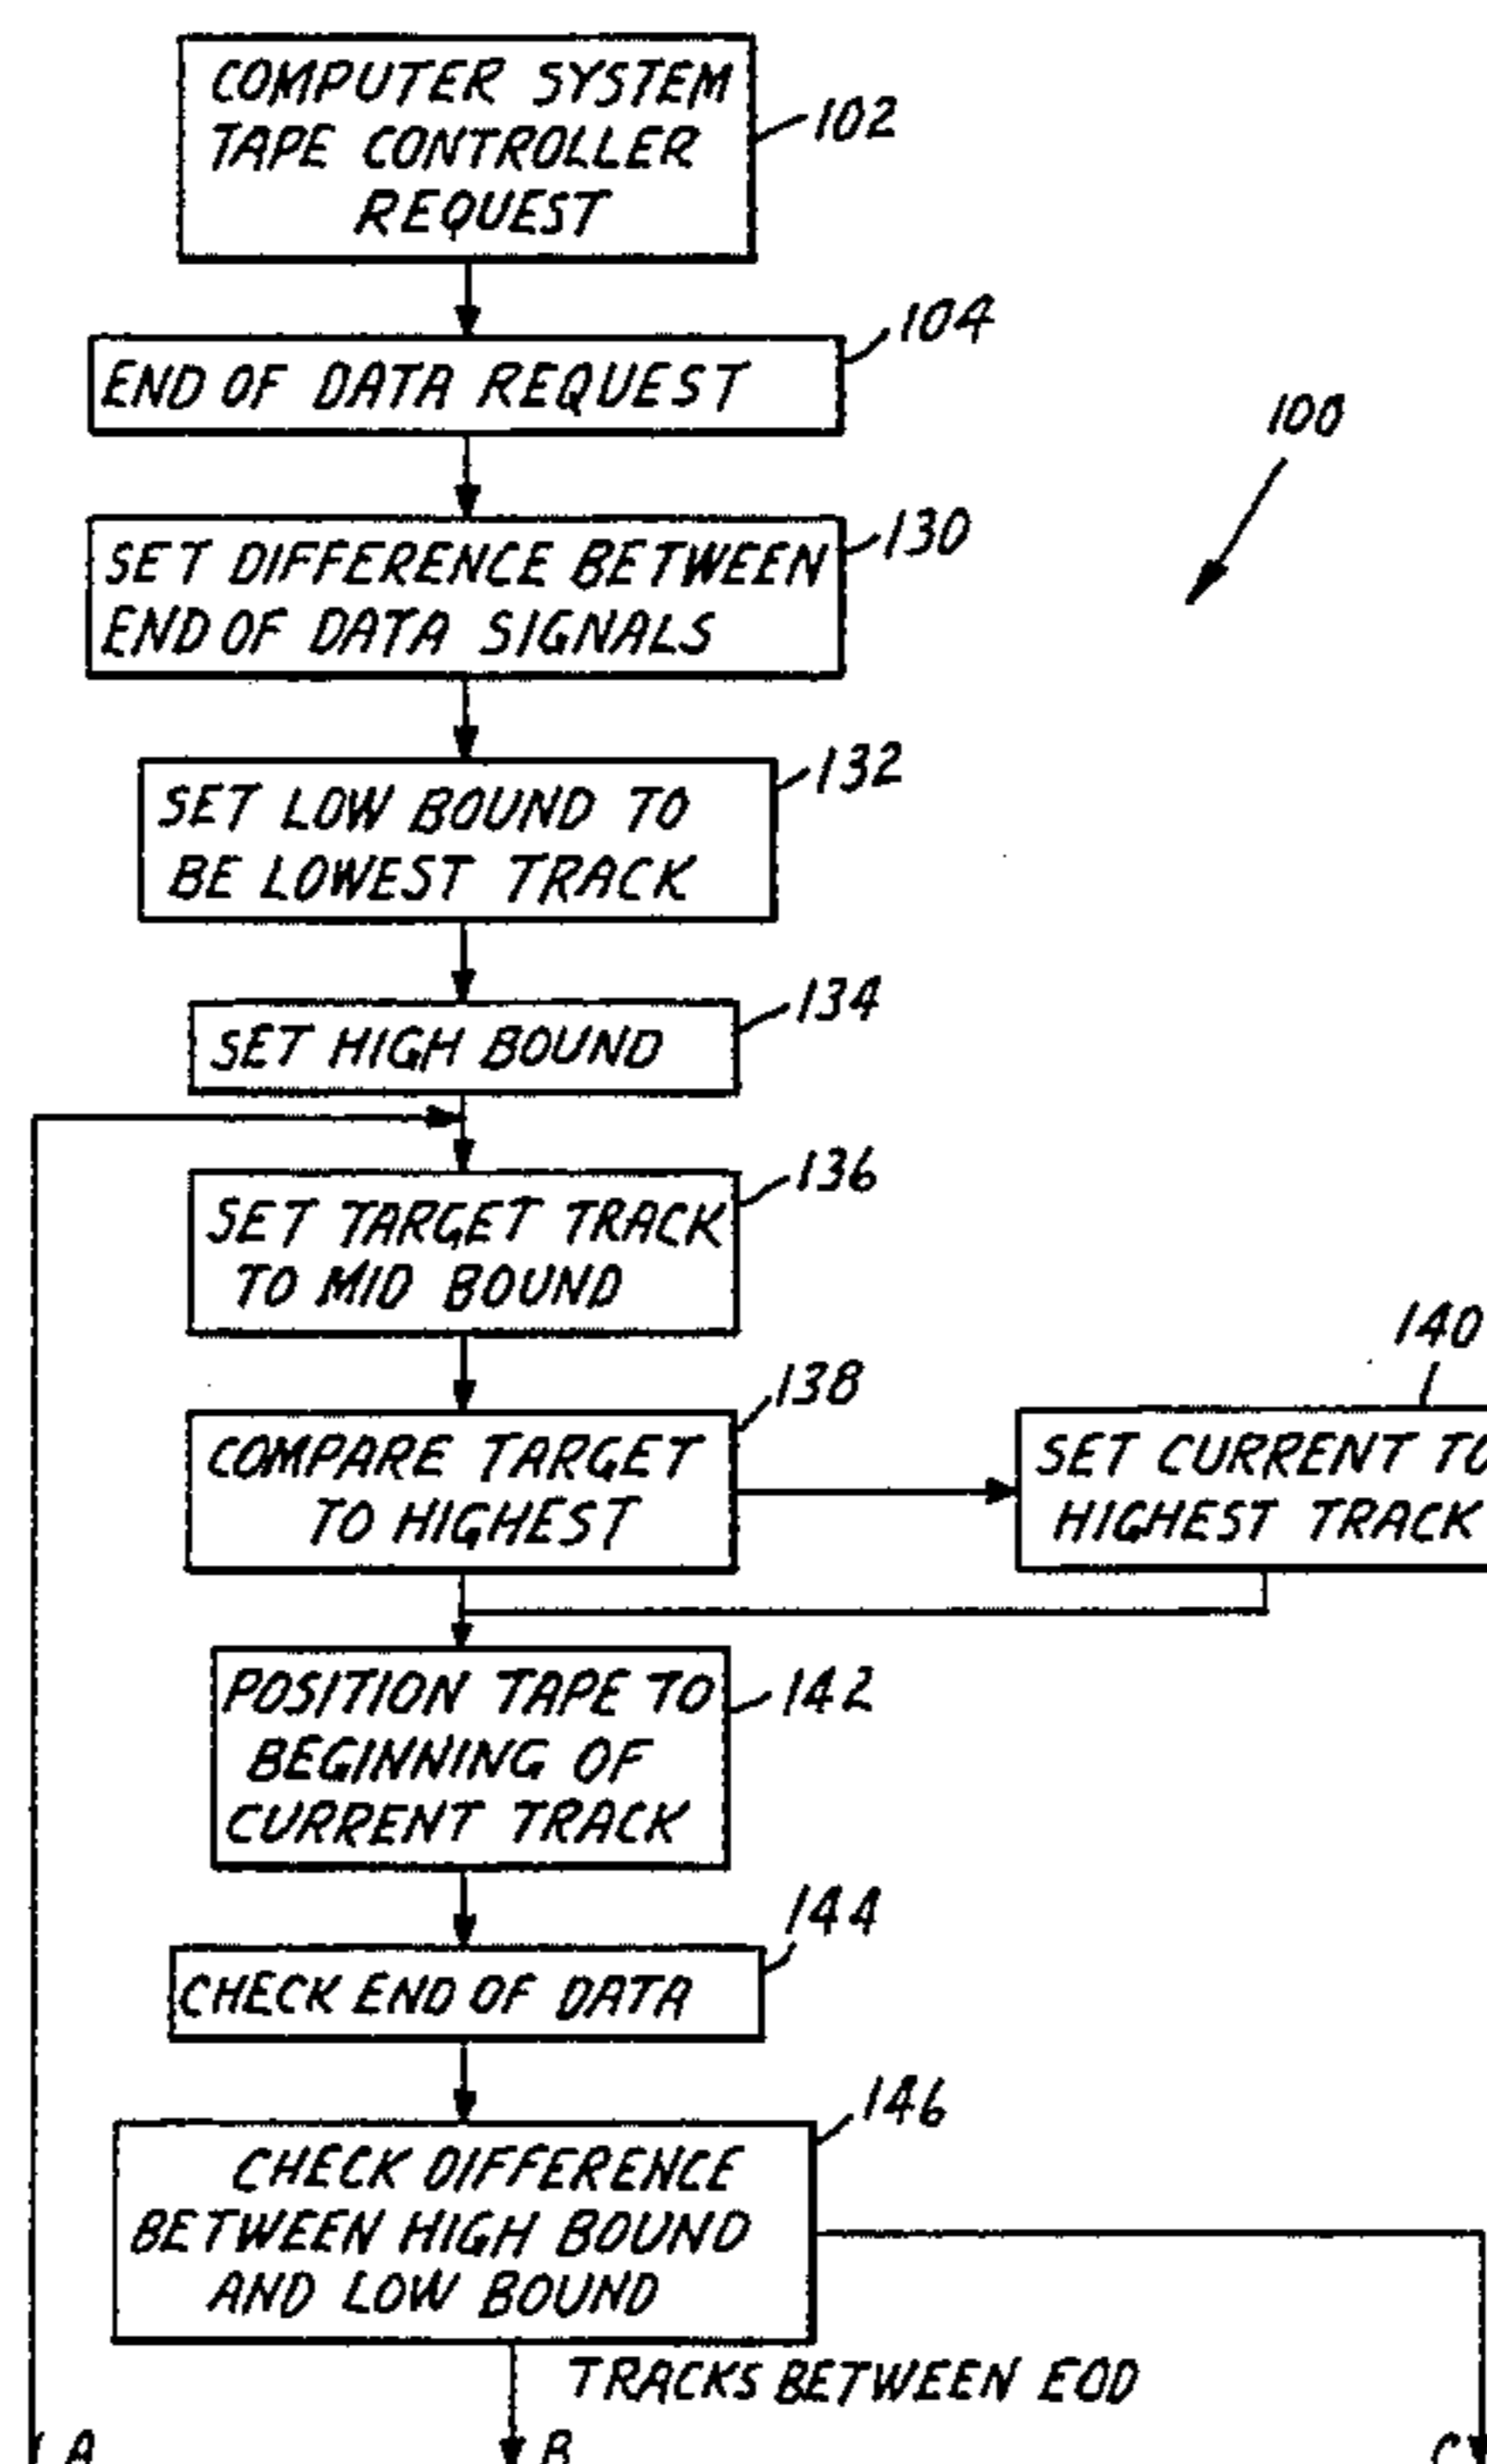 COMPUTER SYSTEM
TAPE CONTROLLER
REQUEST
102
END OF DATA REQUEST
104
100
SET DIFFERENCE BETWEEN
END OF DATA SIGNALS
130
SET LOW BOUND TO
BE LOWEST TRACK
132
SET HIGH BOUND
134
SET TARGET TRACK
TO MID BOUND
136
COMPARE TARGET
TO HIGHEST
138
SET CURRENT TO
HIGHEST TRACK
140
POSITION TAPE TO
BEGINNING OF
CURRENT TRACK
142
CHECK END OF DATA
144
CHECK DIFFERENCE
BETWEEN HIGH BOUND
AND LOW BOUND
146
TRACKS BETWEEN EOD
A
B
C